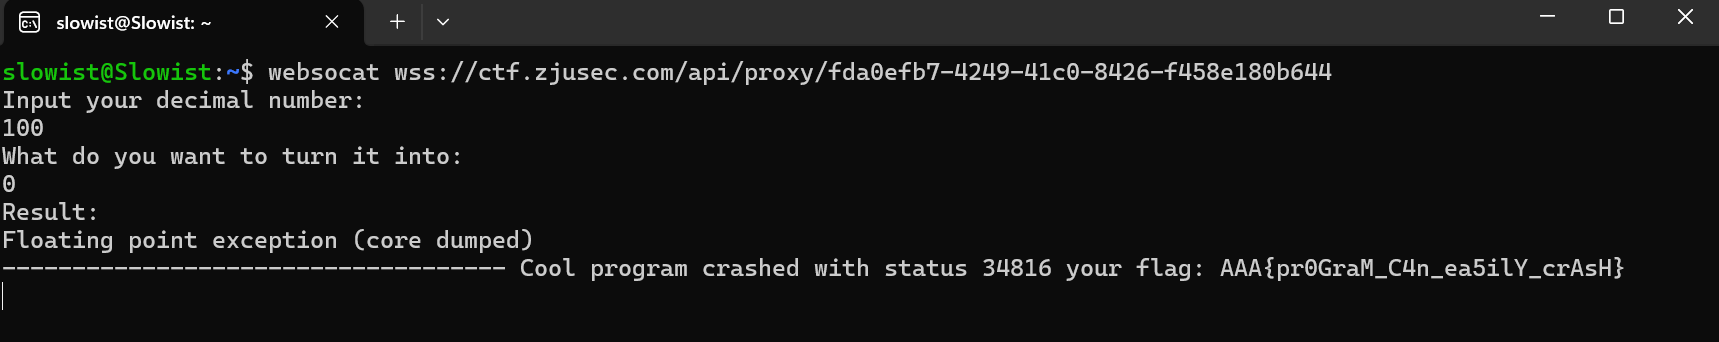 slowist@Slowist: ~
slowist@Slowist:~$ websocat wss://ctf.zjusec.com/api/proxy/fda0efb7-4249-41c0-8426-f458e180b644
Input your decimal number:
100
What do you want to turn it into:
0
Result:
Floating point exception (core dumped)
------------------------------------ Cool program crashed with status 34816 your flag: AAA{pr0GraM_C4n_ea5ilY_crAsH}